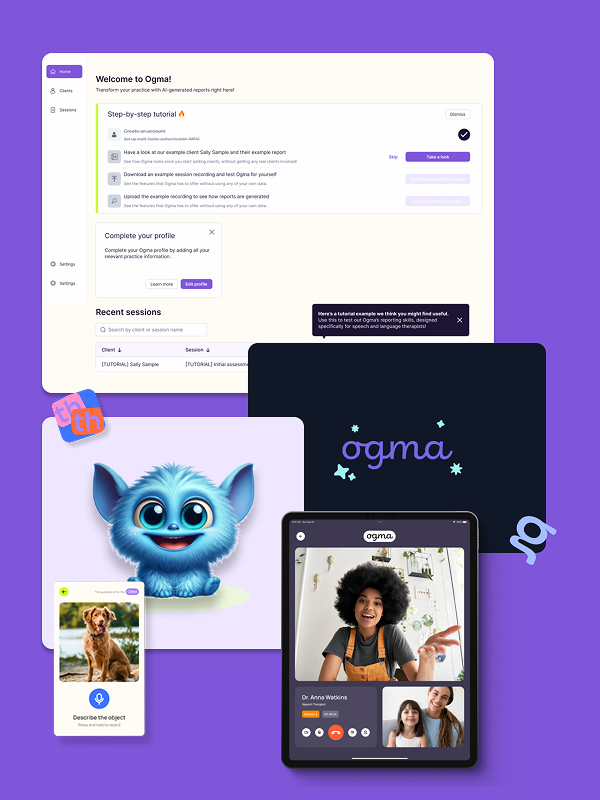 Home
Clients
Sessions
Settings
Settings
Welcome to Ogma!
Transform your practice with AI-generated reports right here!
Step-by-step tutorial 🔥
Dismiss
Create an account
Set up multi-factor authentication (MFA)
Have a look at our example client Sally Sample and their example report
See how Ogma looks once you start adding clients, without getting any real clients involved!
Skip
Take a look
Download an example session recording and test Ogma for yourself
See the features that Ogma has to offer without using any of your own data.
Upload the example recording to see how reports are generated
See the features that Ogma has to offer without using any of your own data.
Complete your profile
Complete your Ogma profile by adding all your
relevant practice information.
Learn more
Edit profile
Recent sessions
Search by client or session name
Here's a tutorial example we think you might find useful.
Use this to test out Ogma's reporting skills, designed
specifically for speech and language therapists!
Client ↓ Session ↓
[TUTORIAL] Sally Sample [TUTORIAL] Initial assessm
th
th
ogma
g
ogma
Dr. Anna Watkins
Speech Therapist
Describe the object
Press and hold to record